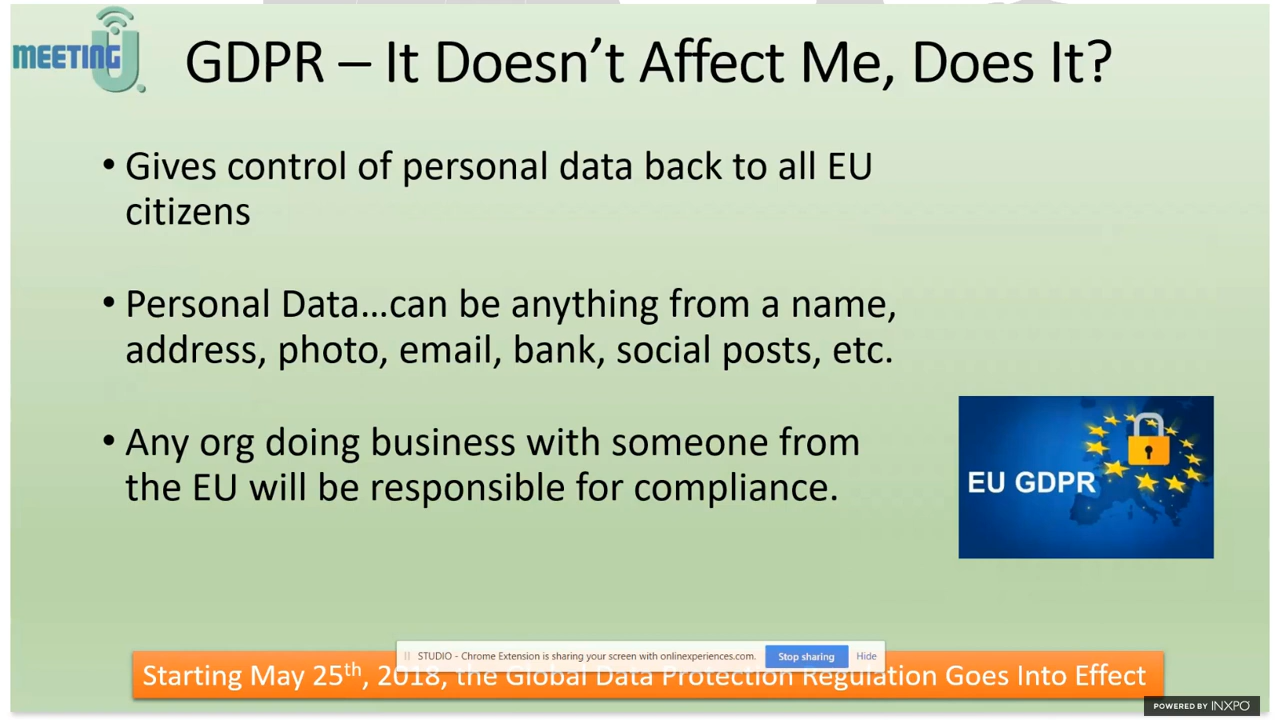 MEETING U
GDPR – It Doesn’t Affect Me, Does It?
• Gives control of personal data back to all EU
citizens
• Personal Data…can be anything from a name,
address, photo, email, bank, social posts, etc.
• Any org doing business with someone from
the EU will be responsible for compliance.
EU GDPR
STUDIO - Chrome Extension is sharing your screen with onlinexperiences.com.
Stop sharing
Hide
Starting May 25th, 2018, the Global Data Protection Regulation Goes Into Effect
POWERED BY INXPO